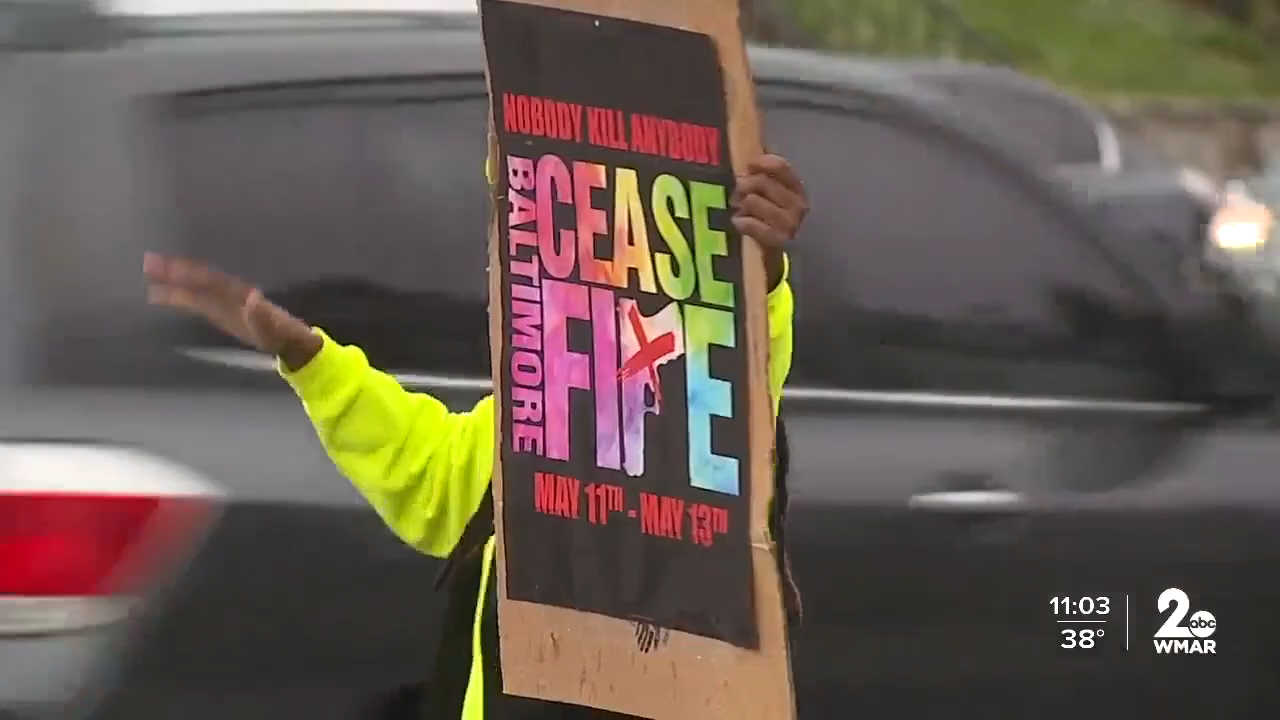 NOBODY KILL ANYBODY
BALTIMORE
CEASE
FIRE
MAY 11TH - MAY 13TH
11:03
38°
2 abc
WMAR